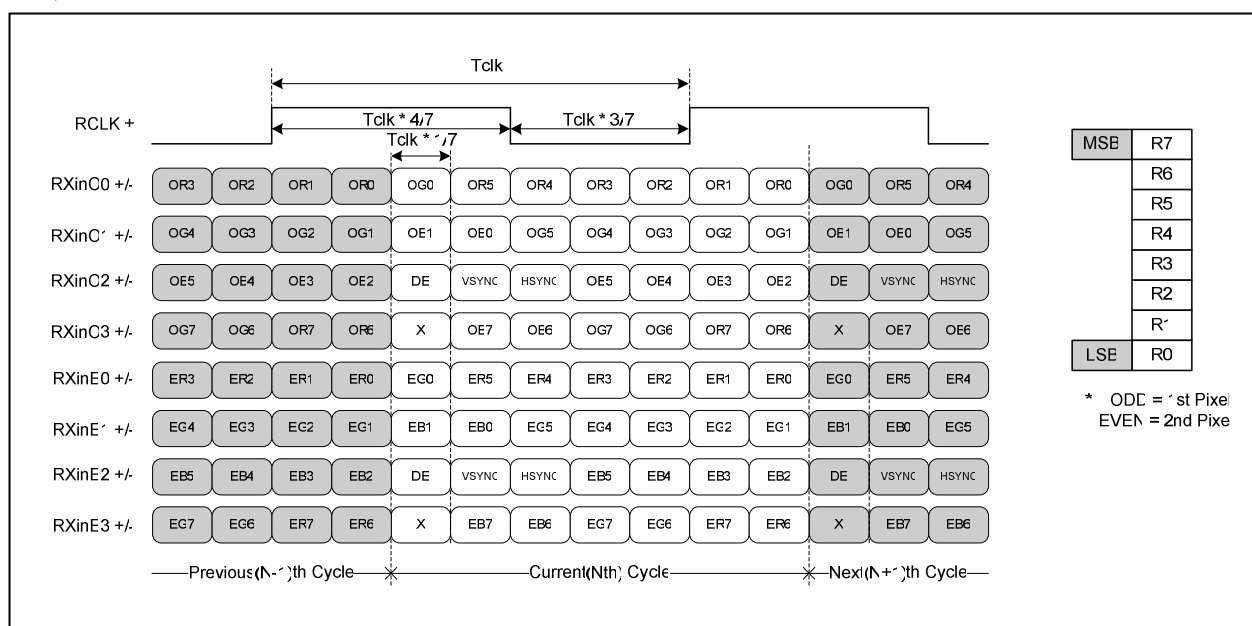 Tclk
RCLK +
Tclk * 4/7
Tclk * 3/7
Tclk * 1/7
RXinO0 +/- OR3 OR2 OR1 OR0 OG0 OR5 OR4 OR3 OR2 OR1 OR0 OG0 OR5 OR4
RXinO1 +/- OG4 OG3 OG2 OG1 OB1 OB0 OG5 OG4 OG3 OG2 OG1 OB1 OB0 OG5
RXinO2 +/- OB5 OB4 OB3 OB2 DE VSYNC HSYNC OB5 OB4 OB3 OB2 DE VSYNC HSYNC
RXinO3 +/- OG7 OG6 OR7 OR6 X OB7 OB6 OG7 OG6 OR7 OR6 X OB7 OB6
RXinE0 +/- ER3 ER2 ER1 ER0 EG0 ER5 ER4 ER3 ER2 ER1 ER0 EG0 ER5 ER4
RXinE1 +/- EG4 EG3 EG2 EG1 EB1 EB0 EG5 EG4 EG3 EG2 EG1 EB1 EB0 EG5
RXinE2 +/- EB5 EB4 EB3 EB2 DE VSYNC HSYNC EB5 EB4 EB3 EB2 DE VSYNC HSYNC
RXinE3 +/- EG7 EG6 ER7 ER6 X EB7 EB6 EG7 EG6 ER7 ER6 X EB7 EB6
Previous(N-1)th Cycle Current(Nth) Cycle Next(N+1)th Cycle
MSB R7
R6
R5
R4
R3
R2
R1
LSB R0
* ODD = 1st Pixel
EVEN = 2nd Pixel